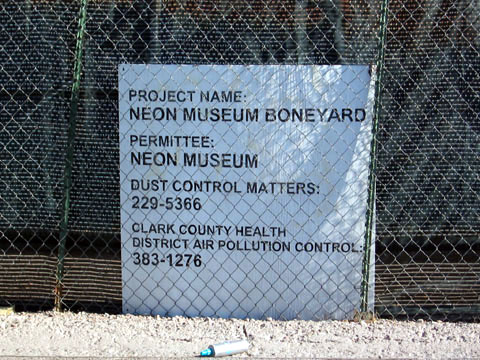 PROJECT NAME:
NEON MUSEUM BONEYARD
PERMITTEE:
NEON MUSEUM
DUST CONTROL MATTERS:
229-5366
CLARK COUNTY HEALTH
DISTRICT AIR POLLUTION CONTROL:
383-1276